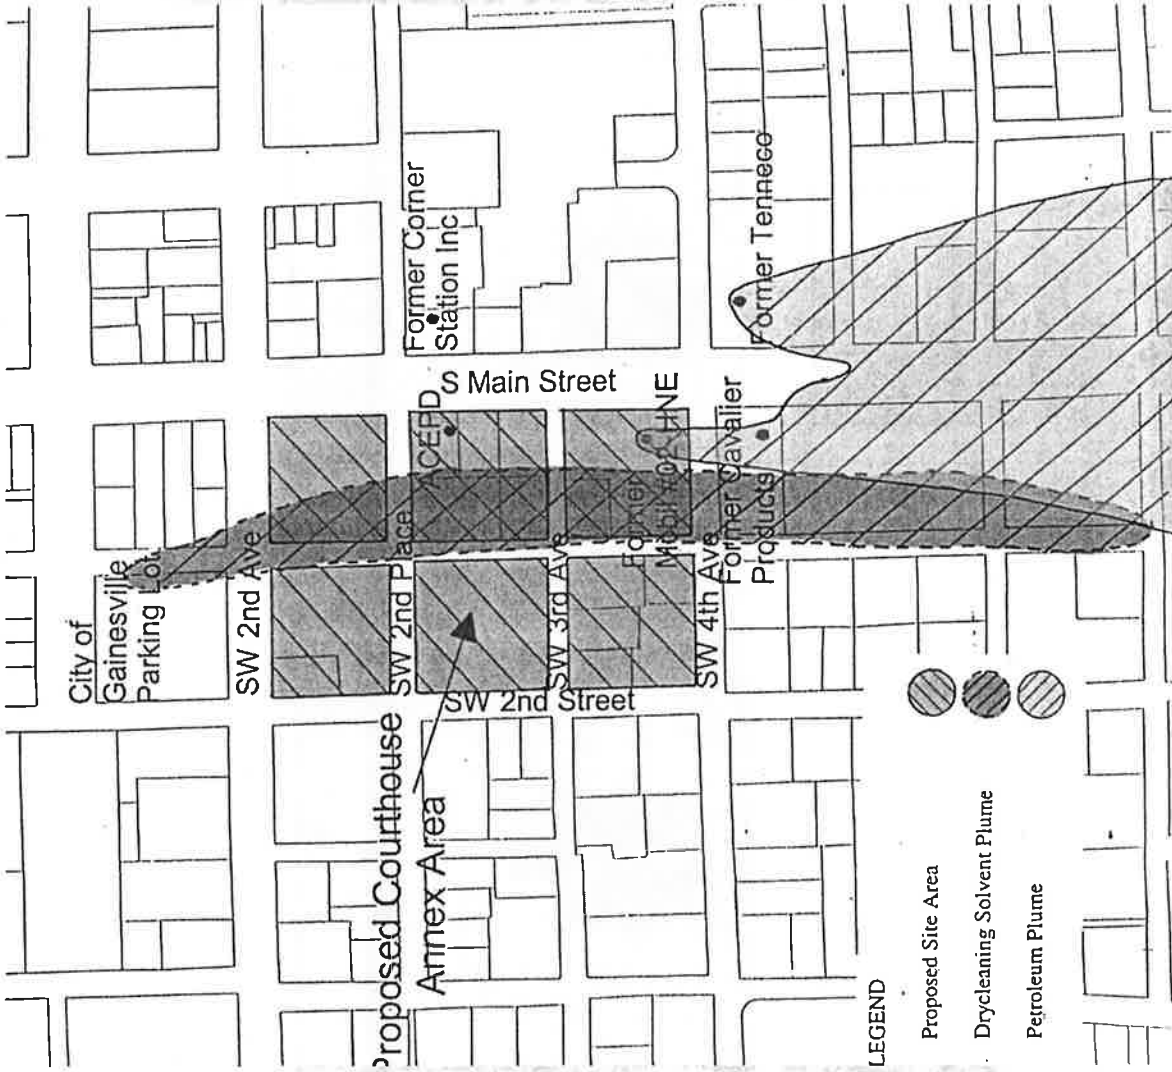 City of
Gainesville
Parking Lot
SW 2nd Ave
Former Corner
Station Inc
S Main Street
ACEPD
SW 2nd Place
SW 3rd Ave
SW 2nd Street
Proposed Courthouse
Annex Area
Former
HNE
SW 4th Ave
Former Cavalier
Products
Former Tenneco
LEGEND
Proposed Site Area
Drycleaning Solvent Plume
Petroleum Plume